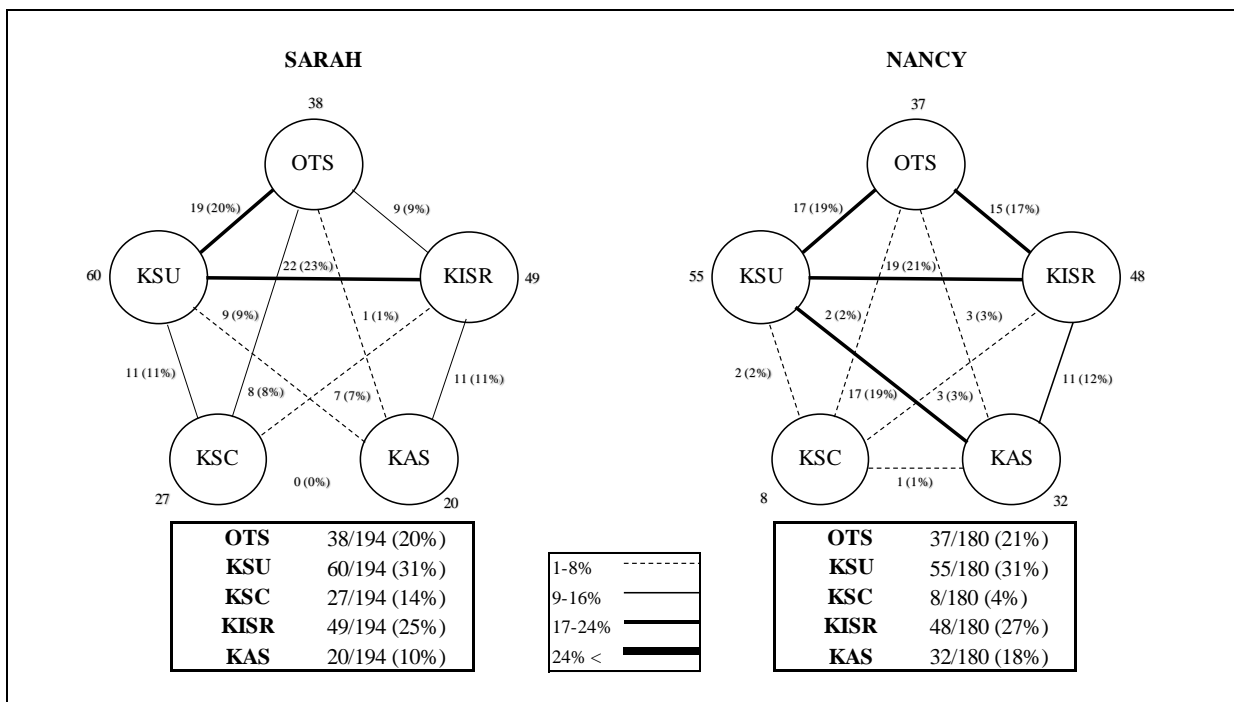 SARAH
38
OTS
19 (20%)
9 (9%)
60
KSU
22 (23%)
KISR
49
9 (9%)
1 (1%)
11 (11%)
8 (8%)
7 (7%)
11 (11%)
KSC
KAS
27
0 (0%)
20
OTS 38/194 (20%)
KSU 60/194 (31%)
KSC 27/194 (14%)
KISR 49/194 (25%)
KAS 20/194 (10%)
1-8%
9-16%
17-24%
24% <
NANCY
37
OTS
17 (19%)
15 (17%)
55
KSU
19 (21%)
KISR
48
2 (2%)
3 (3%)
2 (2%)
17 (19%)
3 (3%)
11 (12%)
KSC
KAS
8
1 (1%)
32
OTS 37/180 (21%)
KSU 55/180 (31%)
KSC 8/180 (4%)
KISR 48/180 (27%)
KAS 32/180 (18%)